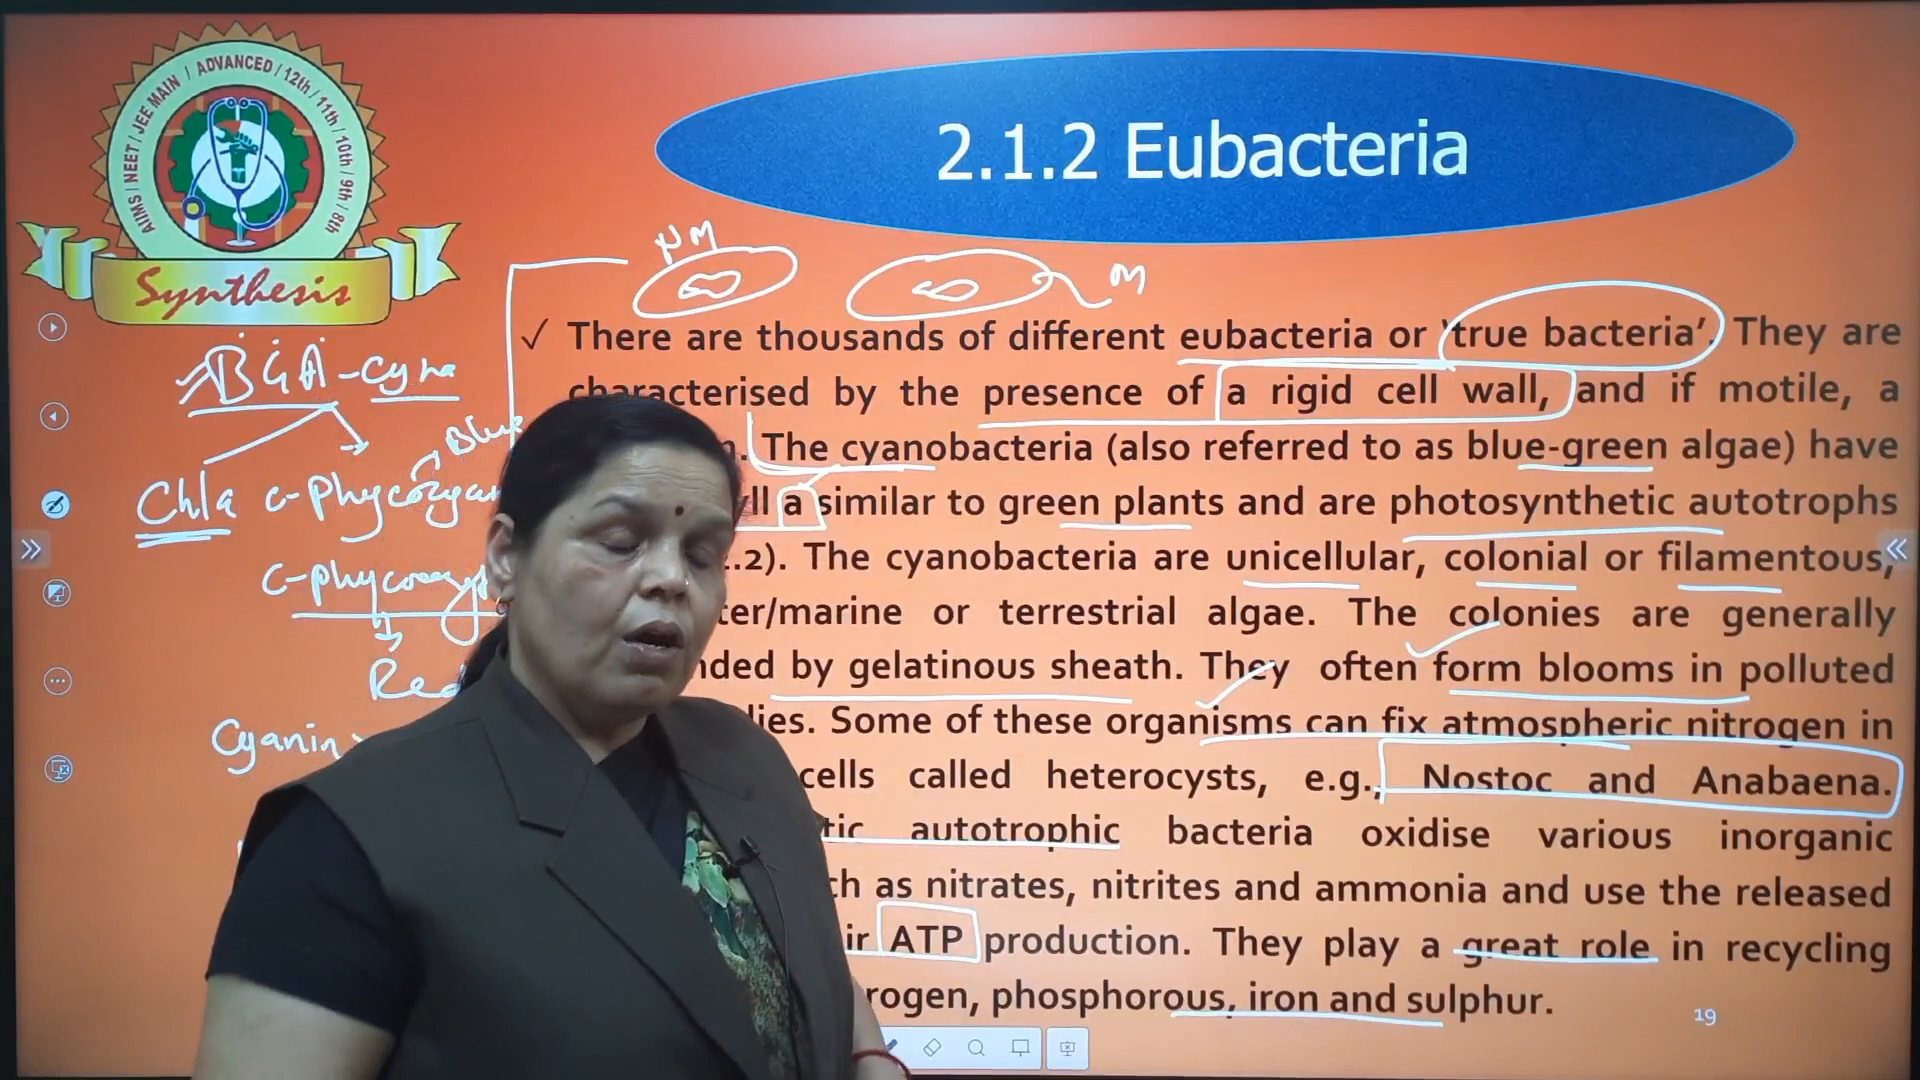 AIIMS / NEET / JEE MAIN / ADVANCED / 12th / 11th / 10th / 9th / 8th
Synthesis
2.1.2 Eubacteria
NM
M
✓ There are thousands of different eubacteria or 'true bacteria'. They are
characterised by the presence of a rigid cell wall, and if motile, a
The cyanobacteria (also referred to as blue-green algae) have
ll a similar to green plants and are photosynthetic autotrophs
.2). The cyanobacteria are unicellular, colonial or filamentous,
ter/marine or terrestrial algae. The colonies are generally
nded by gelatinous sheath. They often form blooms in polluted
dies. Some of these organisms can fix atmospheric nitrogen in
cells called heterocysts, e.g., Nostoc and Anabaena.
tic autotrophic bacteria oxidise various inorganic
ch as nitrates, nitrites and ammonia and use the released
ir ATP production. They play a great role in recycling
rogen, phosphorous, iron and sulphur.
19
BGA - Cyna
Blue
Chla c-phycocyan
Red
Cyanin